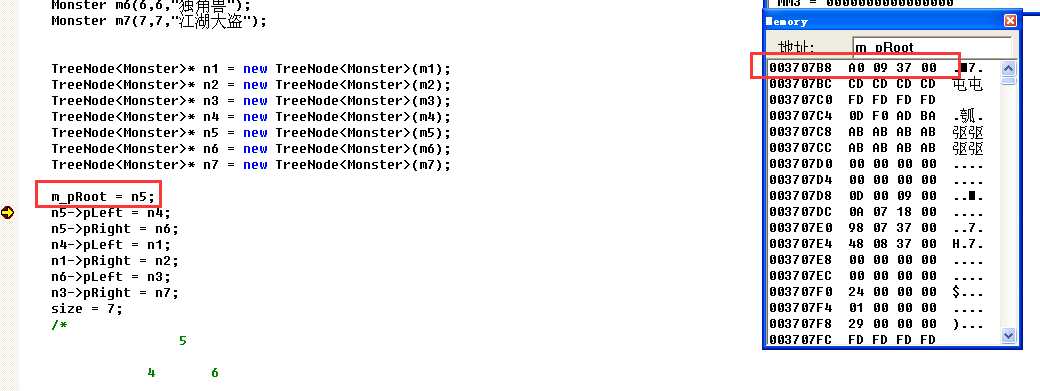 Monster m6(6,6,"独角兽");
Monster m7(7,7,"江湖大盗");
TreeNode<Monster>* n1 = new TreeNode<Monster>(m1);
TreeNode<Monster>* n2 = new TreeNode<Monster>(m2);
TreeNode<Monster>* n3 = new TreeNode<Monster>(m3);
TreeNode<Monster>* n4 = new TreeNode<Monster>(m4);
TreeNode<Monster>* n5 = new TreeNode<Monster>(m5);
TreeNode<Monster>* n6 = new TreeNode<Monster>(m6);
TreeNode<Monster>* n7 = new TreeNode<Monster>(m7);
m_pRoot = n5;
n5->pLeft = n4;
n5->pRight = n6;
n4->pLeft = n1;
n1->pRight = n2;
n6->pLeft = n3;
n3->pRight = n7;
size = 7;
/*
5
4 6
MM3 = 0000000000000000
Memory
地址: m_pRoot
003707B8 A0 09 37 00 .■7.
003707BC CD CD CD CD 屯屯
003707C0 FD FD FD FD
003707C4 0D F0 AD BA .瓠.
003707C8 AB AB AB AB 驱驱
003707CC AB AB AB AB 驱驱
003707D0 00 00 00 00 ....
003707D4 00 00 00 00 ....
003707D8 0D 00 09 00 ..■.
003707DC 0A 07 18 00 ....
003707E0 98 07 37 00 ..7.
003707E4 48 08 37 00 H.7.
003707E8 00 00 00 00 ....
003707EC 00 00 00 00 ....
003707F0 24 00 00 00 $...
003707F4 01 00 00 00 ....
003707F8 29 00 00 00 )...
003707FC FD FD FD FD